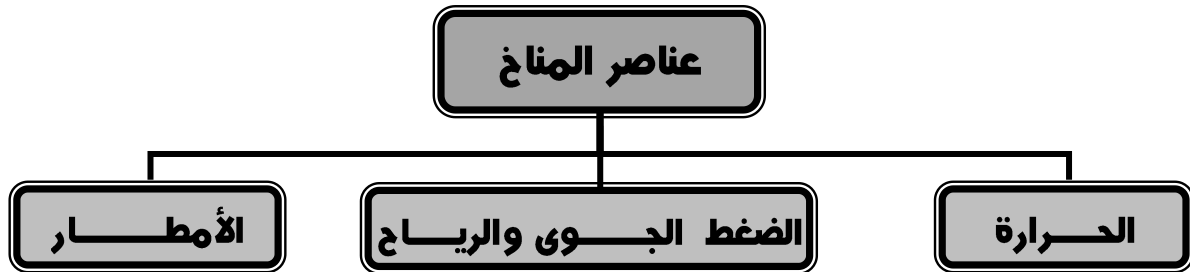 عناصر المناخ
الحـــرارة
الضغط الجـــوى والريـــاح
الأمطـــــار